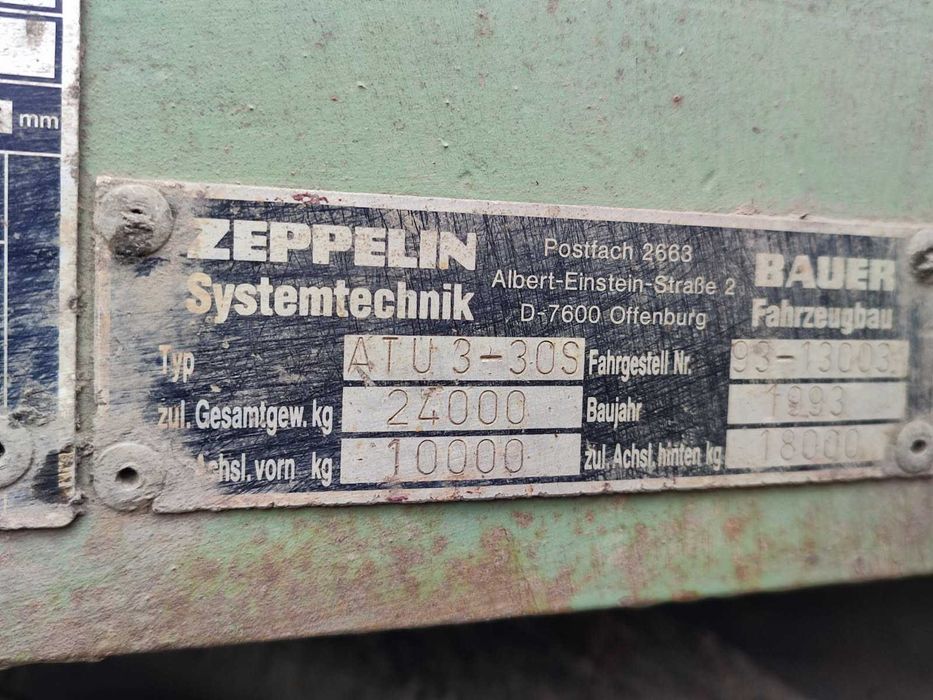 mm
ZEPPELIN
Systemtechnik
Postfach 2663
Albert-Einstein-Straße 2
D-7600 Offenburg
BAUER
Fahrzeugbau
Typ ATU 3-30S Fahrgestell Nr. 93-13003
zul. Gesamtgew. kg 24000 Baujahr 1993
Achsl. vorn kg 10000 zul. Achsl. hinten kg 18000